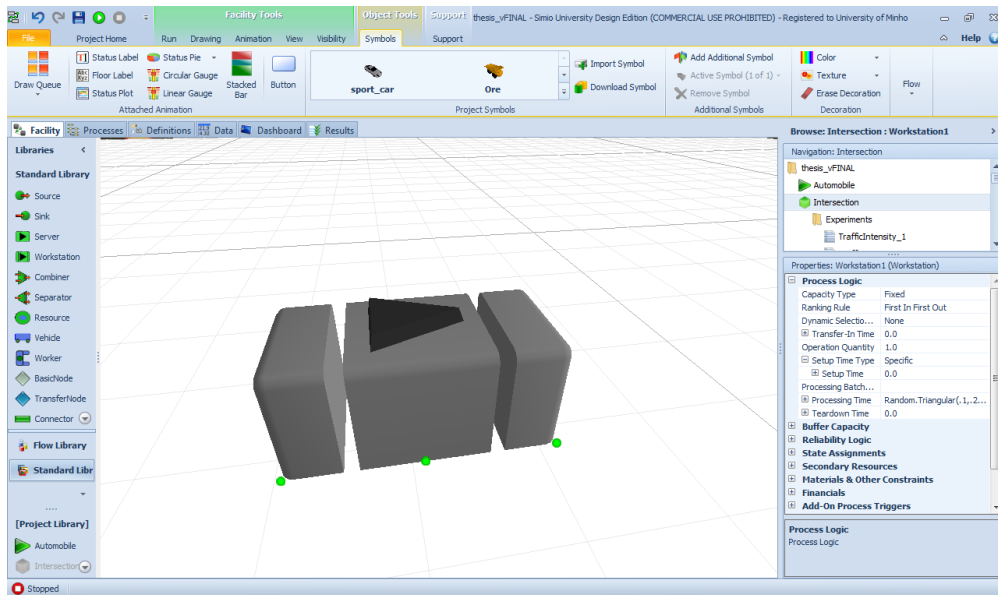 Facility Tools Object Tools Support thesis_vFINAL - Simio University Design Edition (COMMERCIAL USE PROHIBITED) - Registered to University of Minho
File Project Home Run Drawing Animation View Visibility Symbols Support Help
Draw Queue
Status Label Status Pie
Floor Label Circular Gauge
Status Plot Linear Gauge
Stacked Bar
Button
Attached Animation
sport_car Ore
Import Symbol
Download Symbol
Project Symbols
Add Additional Symbol
Active Symbol (1 of 1)
Remove Symbol
Additional Symbols
Color
Texture
Erase Decoration
Decoration
Flow
Facility Processes Definitions Data Dashboard Results
Libraries
Standard Library
Source
Sink
Server
Workstation
Combiner
Separator
Resource
Vehicle
Worker
BasicNode
TransferNode
Connector
Flow Library
Standard Libr
[Project Library]
Automobile
Intersection
Stopped
Browse: Intersection : Workstation1
Navigation: Intersection
thesis_vFINAL
Automobile
Intersection
Experiments
TrafficIntensity_1
Properties: Workstation1 (Workstation)
Process Logic
Capacity Type Fixed
Ranking Rule First In First Out
Dynamic Selectio... None
Transfer-In Time 0.0
Operation Quantity 1.0
Setup Time Type Specific
Setup Time 0.0
Processing Batch...
Processing Time Random.Triangular(.1,.2...
Teardown Time 0.0
Buffer Capacity
Reliability Logic
State Assignments
Secondary Resources
Materials & Other Constraints
Financials
Add-On Process Triggers
Process Logic
Process Logic